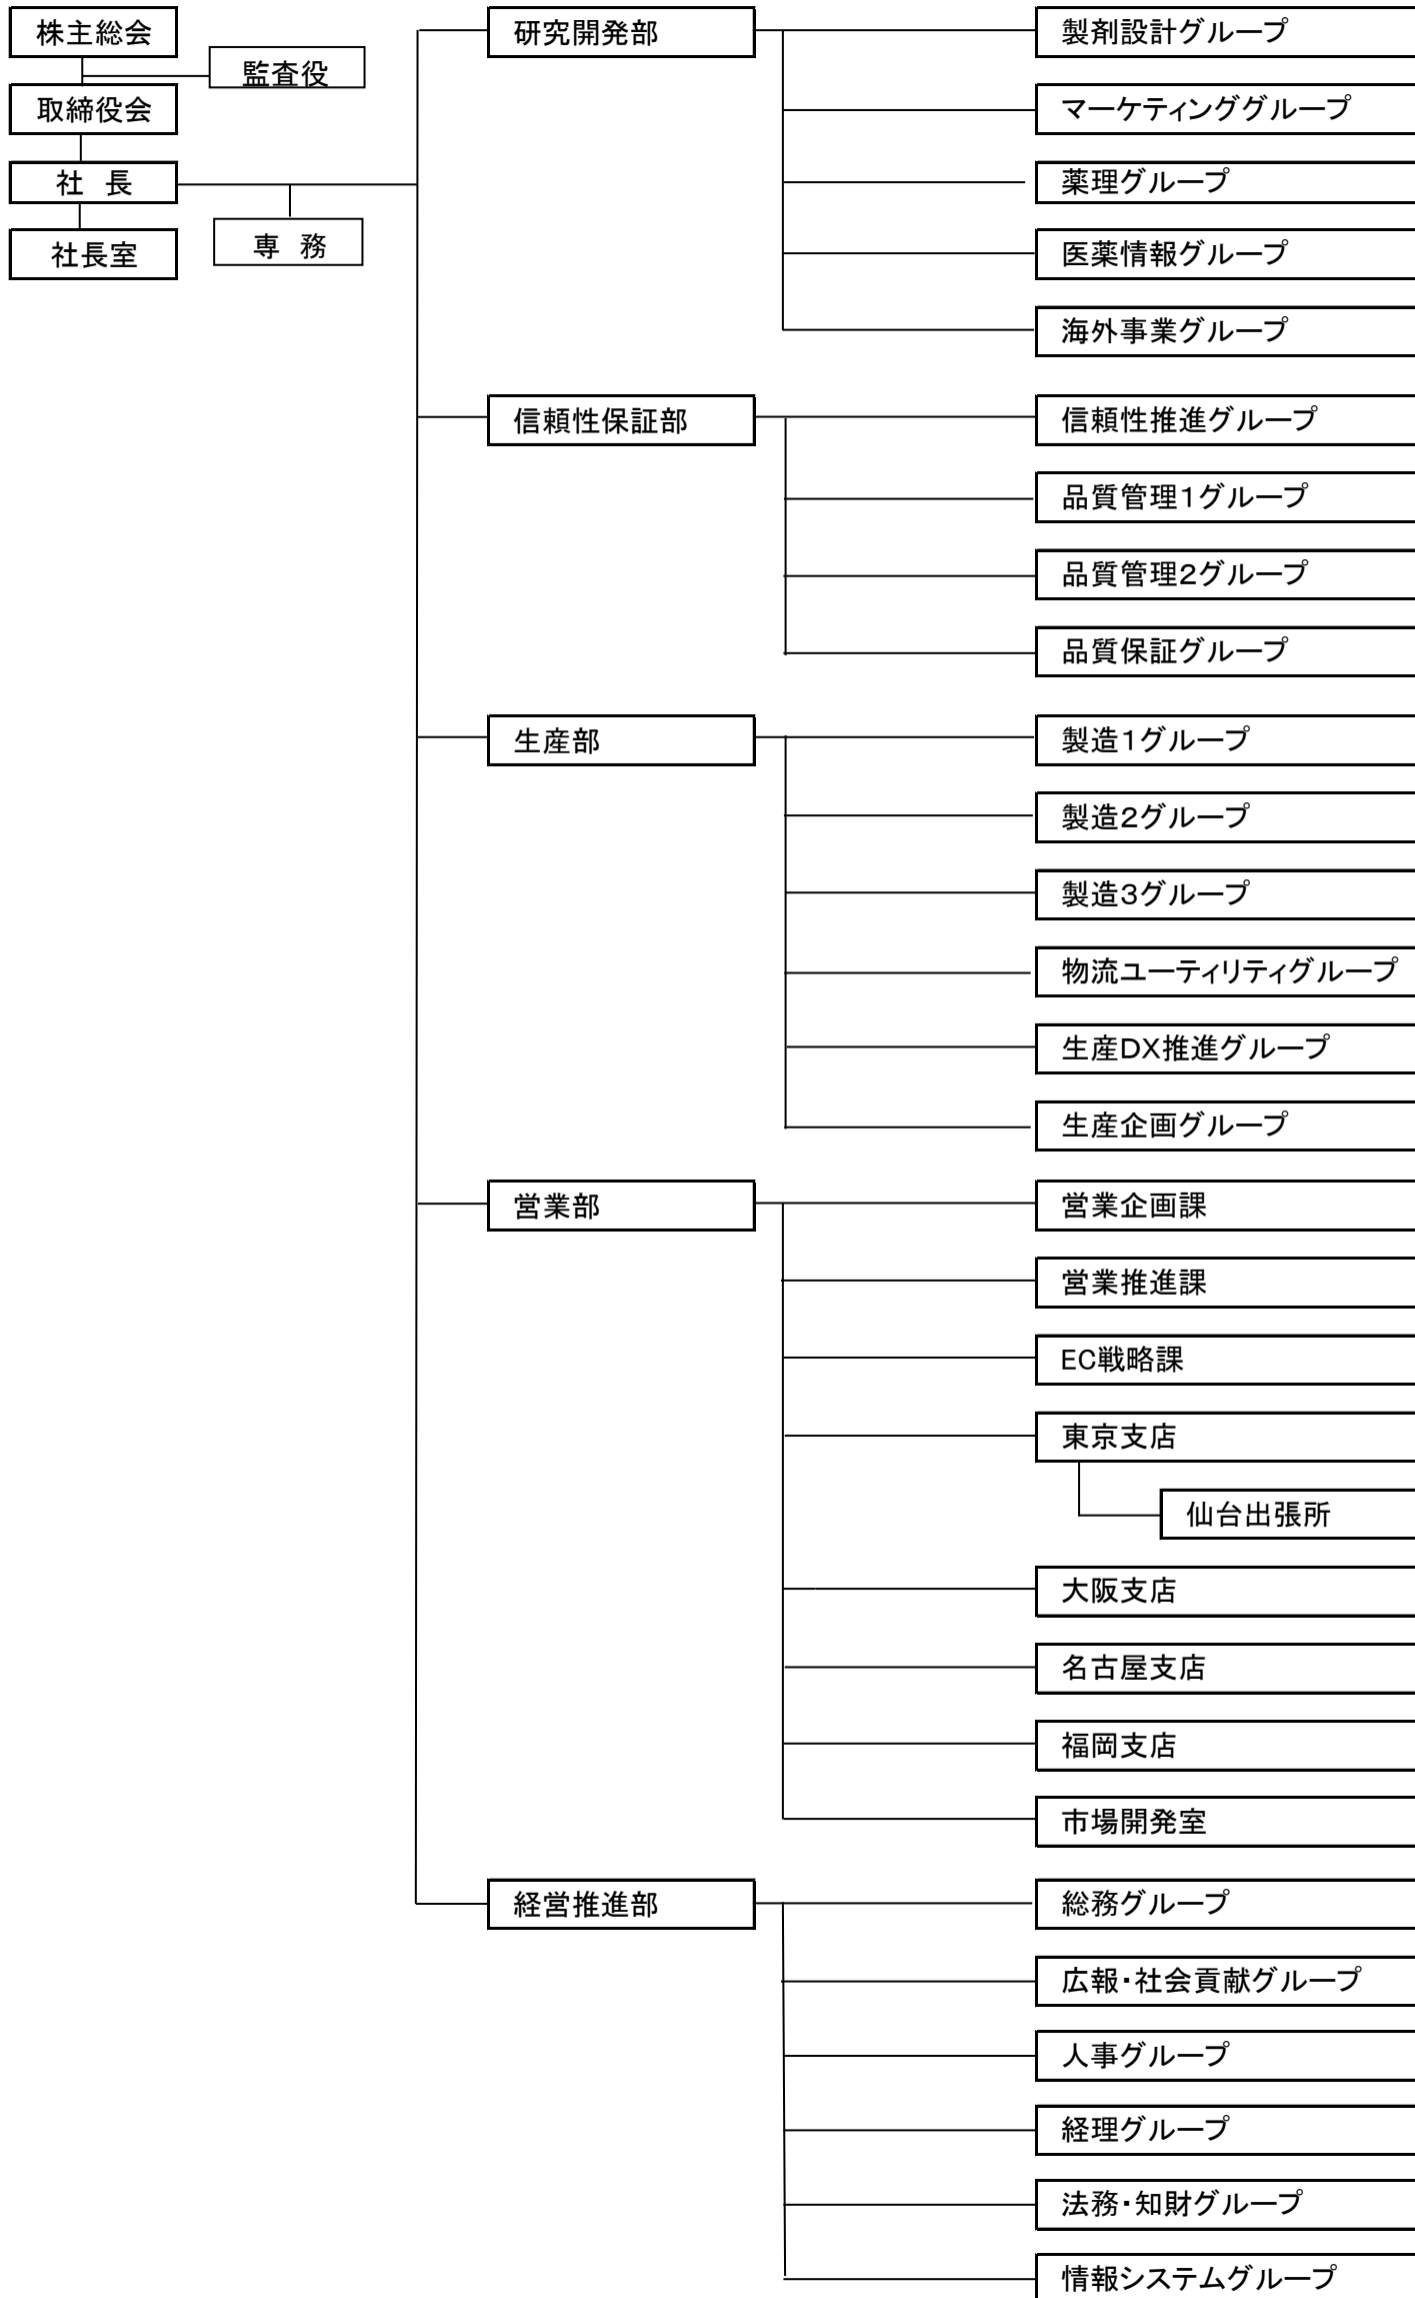 株主総会
監査役
取締役会
社　長
専　務
社長室
研究開発部
製剤設計グループ
マーケティンググループ
薬理グループ
医薬情報グループ
海外事業グループ
信頼性保証部
信頼性推進グループ
品質管理1グループ
品質管理2グループ
品質保証グループ
生産部
製造1グループ
製造2グループ
製造3グループ
物流ユーティリティグループ
生産DX推進グループ
生産企画グループ
営業部
営業企画課
営業推進課
EC戦略課
東京支店
仙台出張所
大阪支店
名古屋支店
福岡支店
市場開発室
経営推進部
総務グループ
広報・社会貢献グループ
人事グループ
経理グループ
法務・知財グループ
情報システムグループ